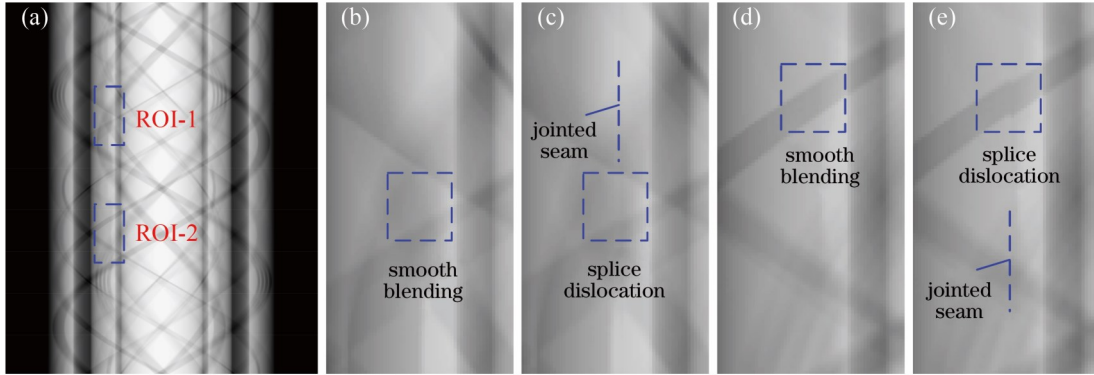 (a)
ROI-1
ROI-2
(b)
smooth
blending
(c)
jointed
seam
splice
dislocation
(d)
smooth
blending
(e)
splice
dislocation
jointed
seam